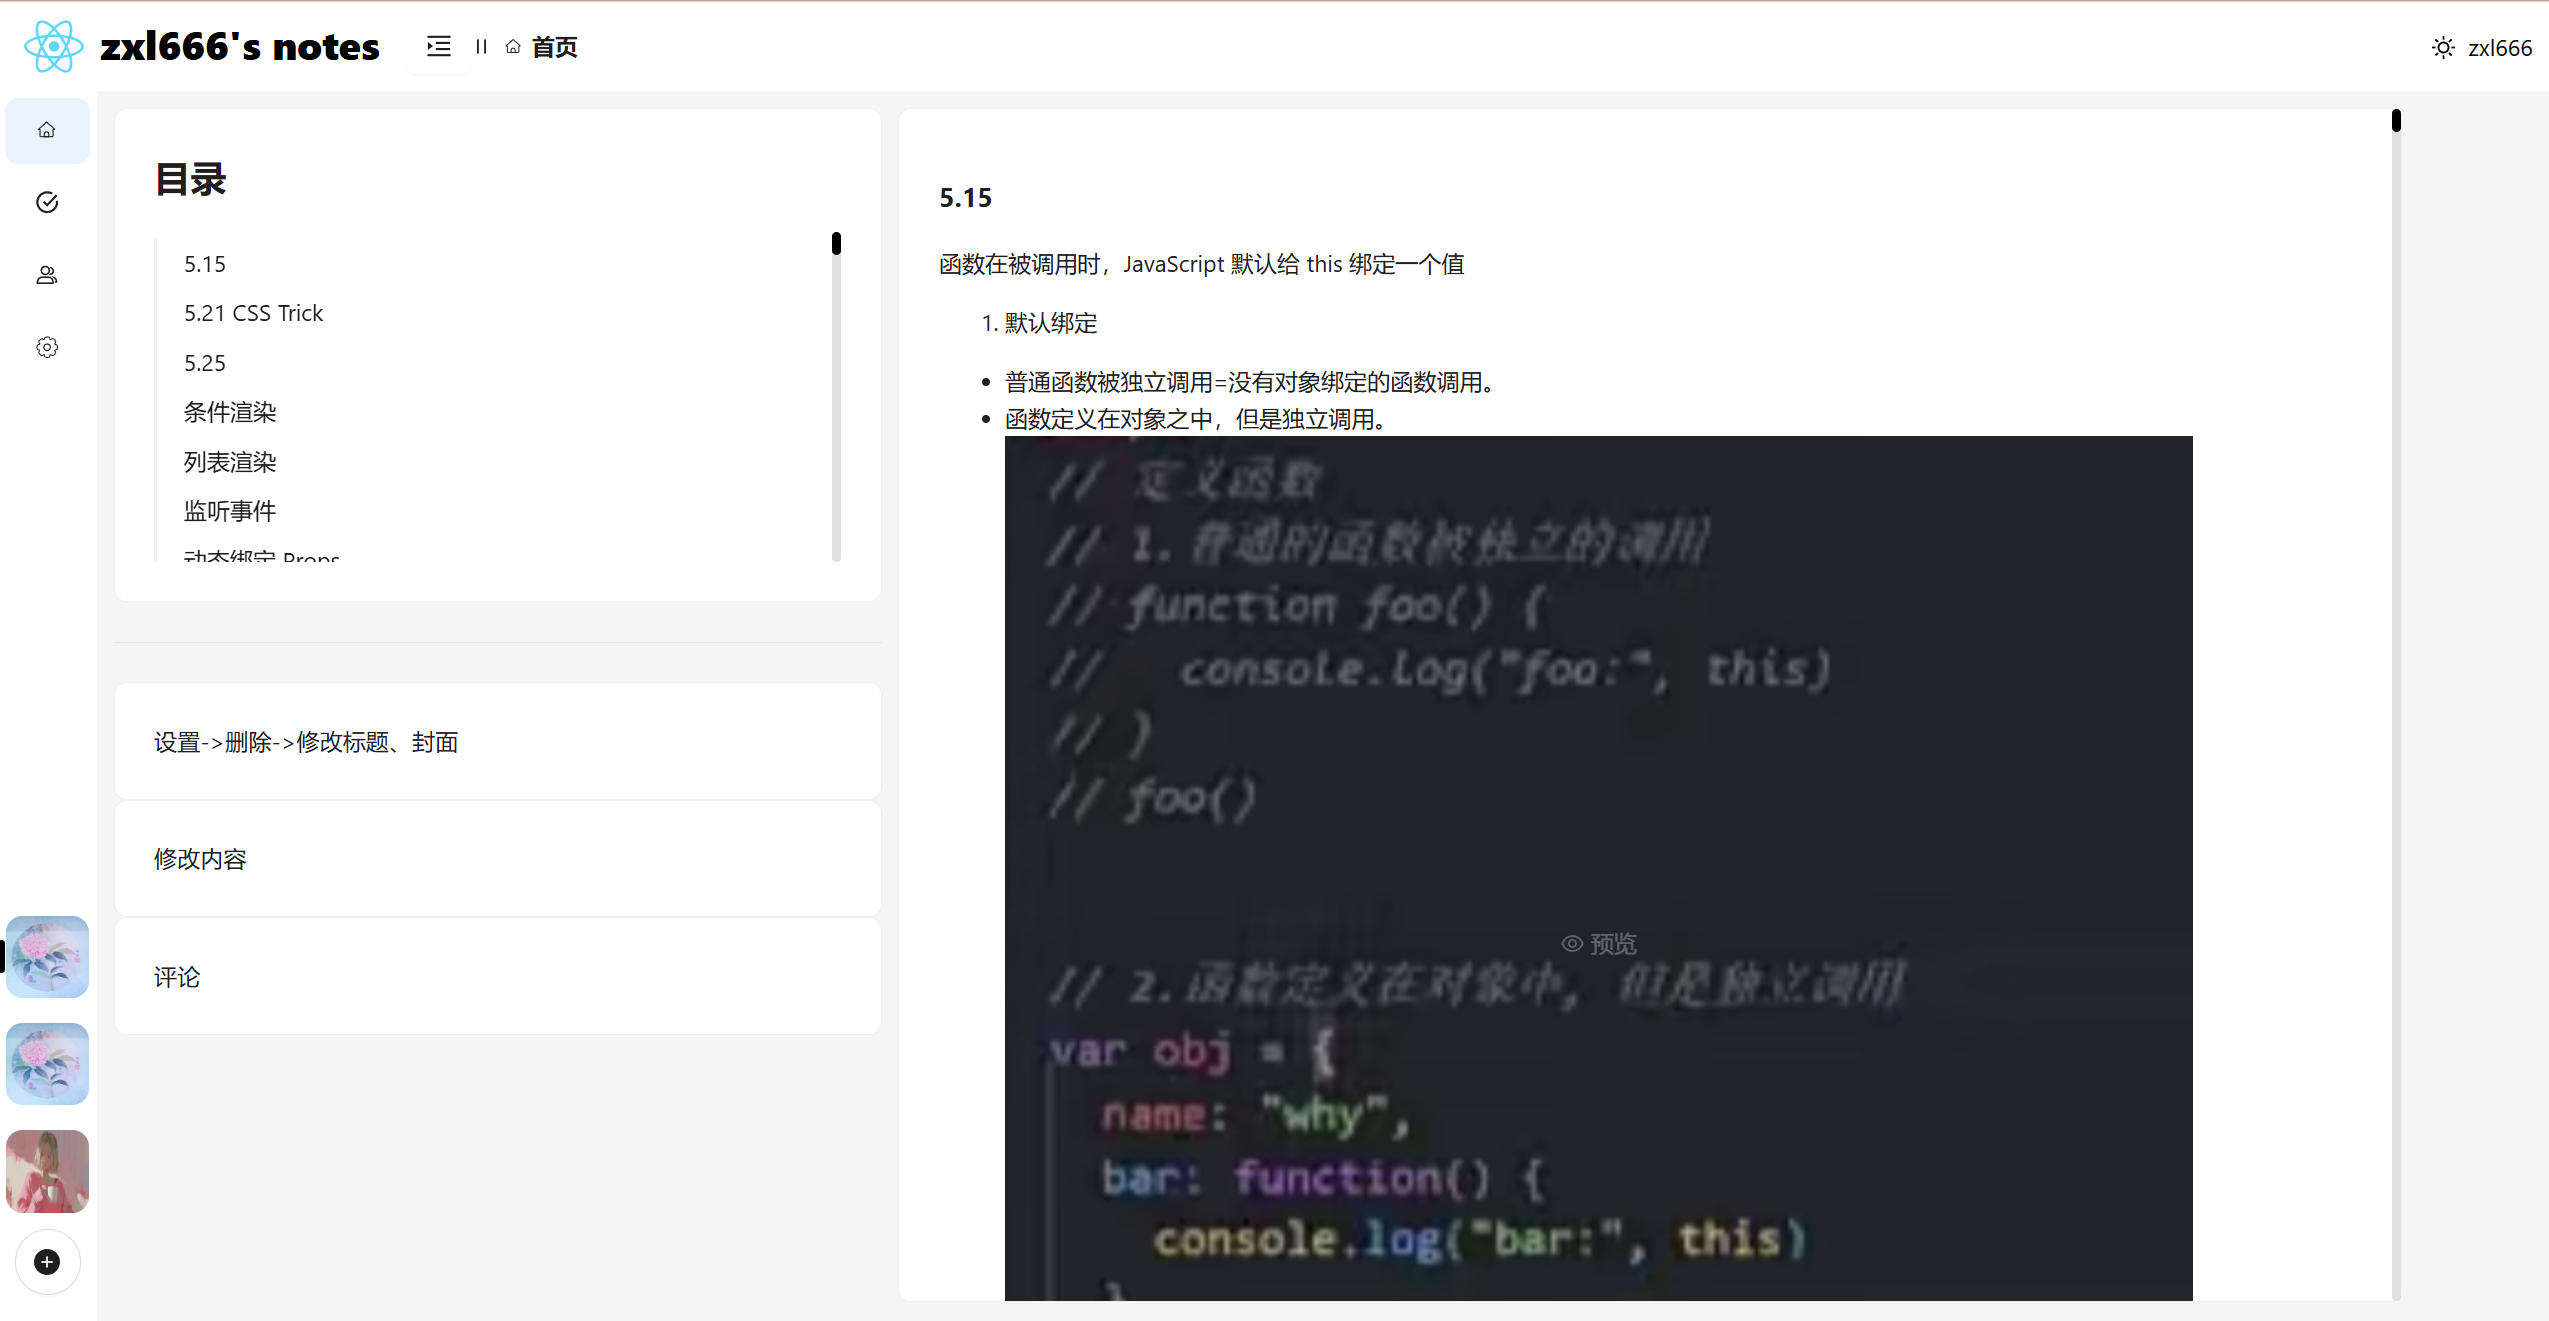 zxl666's notes
首页
zxl666
目录
5.15
5.21 CSS Trick
5.25
条件渲染
列表渲染
监听事件
动态绑定 Props
设置->删除->修改标题、封面
修改内容
评论
5.15
函数在被调用时，JavaScript 默认给 this 绑定一个值
1. 默认绑定
普通函数被独立调用=没有对象绑定的函数调用。
函数定义在对象之中，但是独立调用。
// 定义函数
// 1.普通的函数被独立的调用
// function foo() {
//   console.log("foo:", this)
// }
// foo()
预览
// 2.函数定义在对象中, 但是独立调用
var obj = {
name: "why",
bar: function() {
console.log("bar:", this)
}